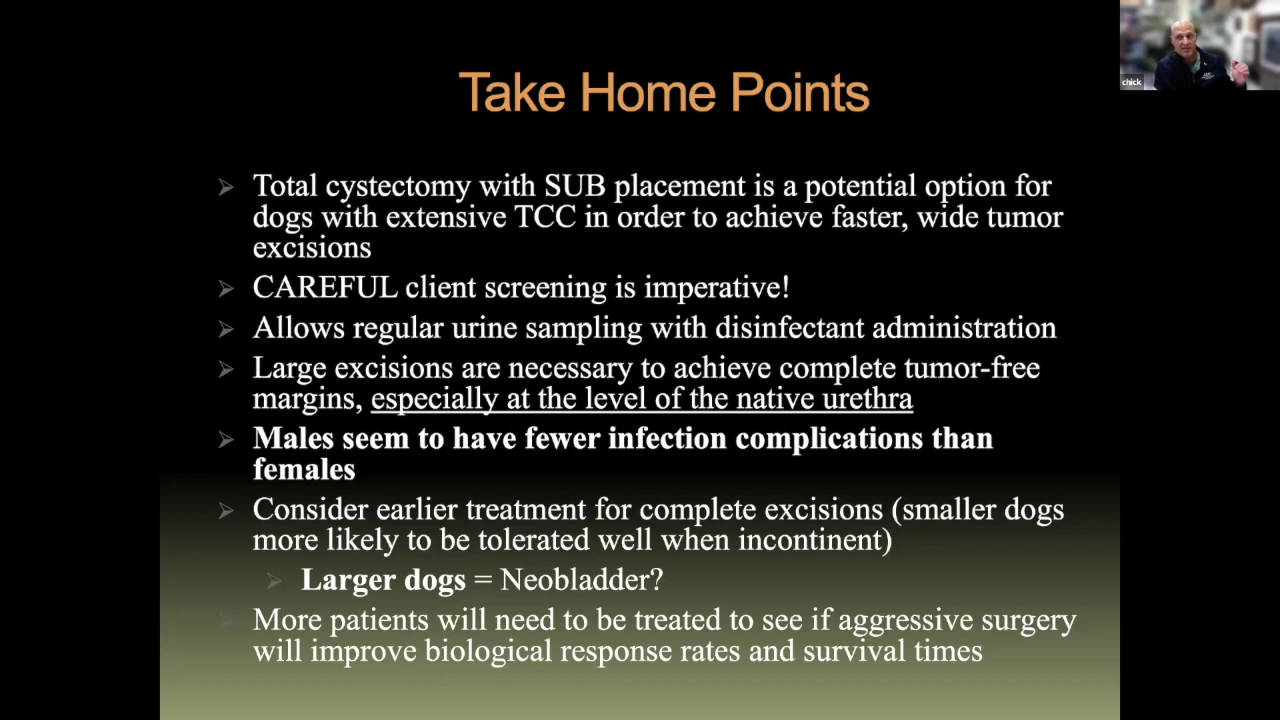 Take Home Points
chick
Total cystectomy with SUB placement is a potential option for
dogs with extensive TCC in order to achieve faster, wide tumor
excisions
CAREFUL client screening is imperative!
Allows regular urine sampling with disinfectant administration
Large excisions are necessary to achieve complete tumor-free
margins, especially at the level of the native urethra
Males seem to have fewer infection complications than
females
Consider earlier treatment for complete excisions (smaller dogs
more likely to be tolerated well when incontinent)
Larger dogs = Neobladder?
More patients will need to be treated to see if aggressive surgery
will improve biological response rates and survival times